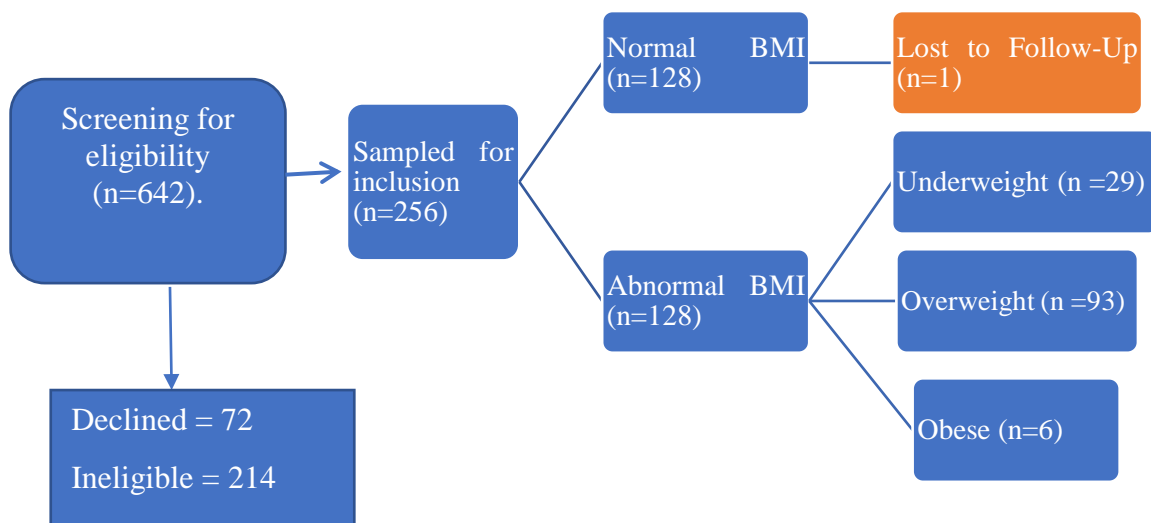 Screening for
eligibility
(n=642).
Declined = 72
Ineligible = 214
Sampled for
inclusion
(n=256)
Normal BMI
(n=128)
Lost to Follow-Up
(n=1)
Abnormal BMI
(n=128)
Underweight (n =29)
Overweight (n =93)
Obese (n=6)